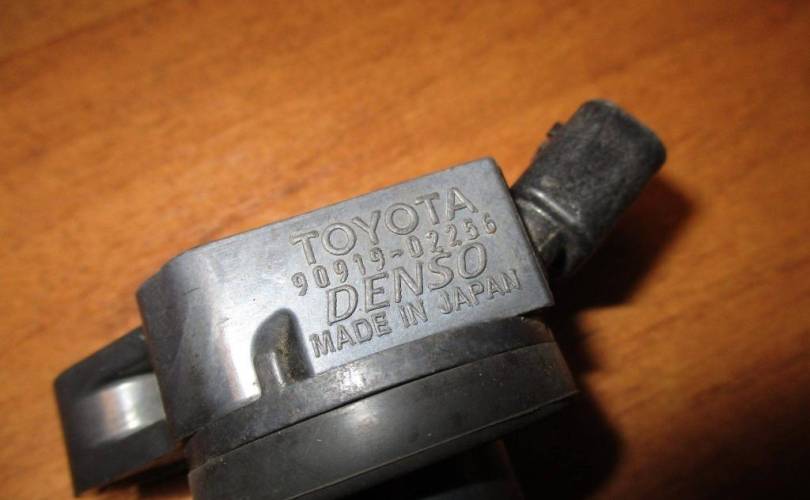 TOYOTA
90919-02256
DENSO
MADE IN JAPAN